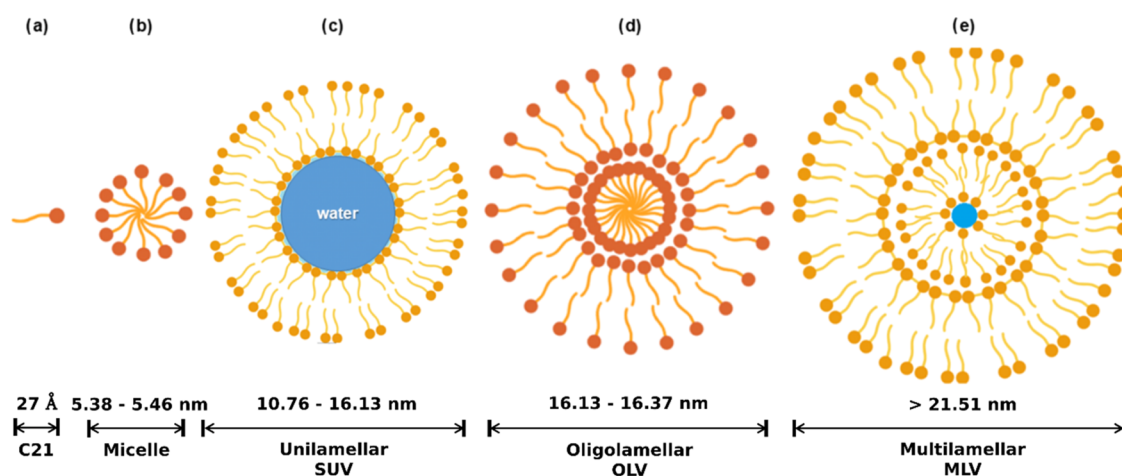 (a) (b) (c) (d) (e)
water
27 Å 5.38 - 5.46 nm 10.76 - 16.13 nm 16.13 - 16.37 nm > 21.51 nm
C21 Micelle Unilamellar Oligolamellar Multilamellar
SUV OLV MLV